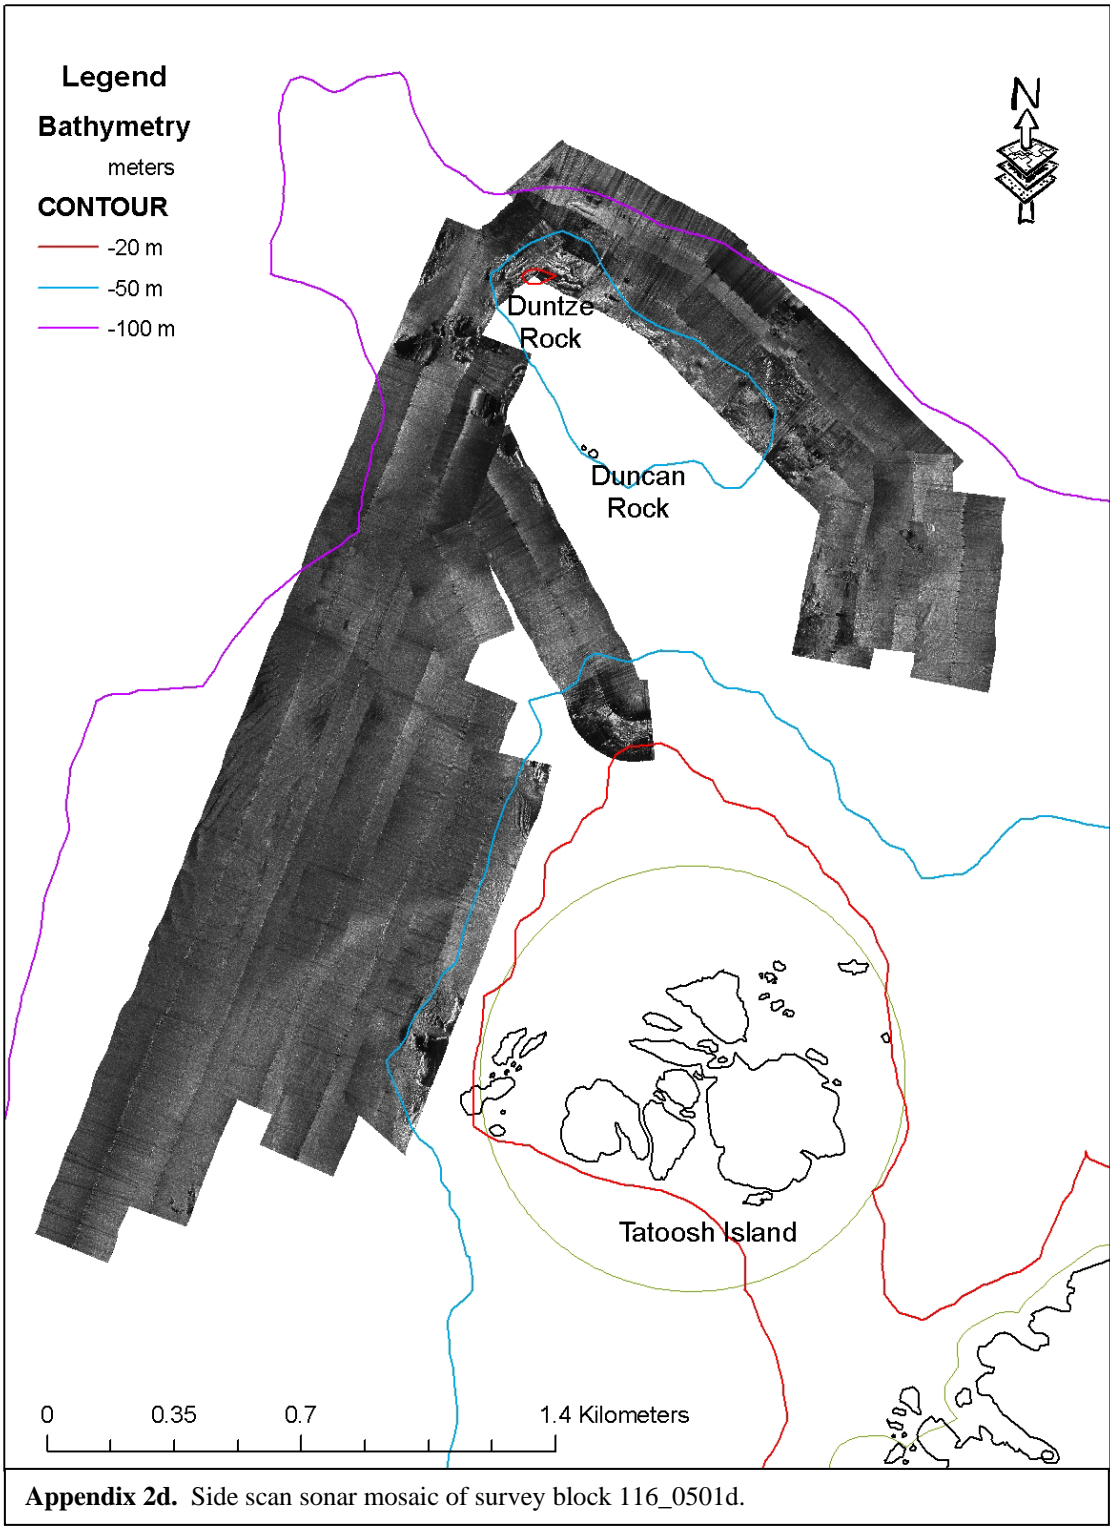 Legend
Bathymetry
meters
CONTOUR
-20 m
-50 m
-100 m
N
Duntze
Rock
Duncan
Rock
Tatoosh Island
0 0.35 0.7 1.4 Kilometers
Appendix 2d. Side scan sonar mosaic of survey block 116_0501d.